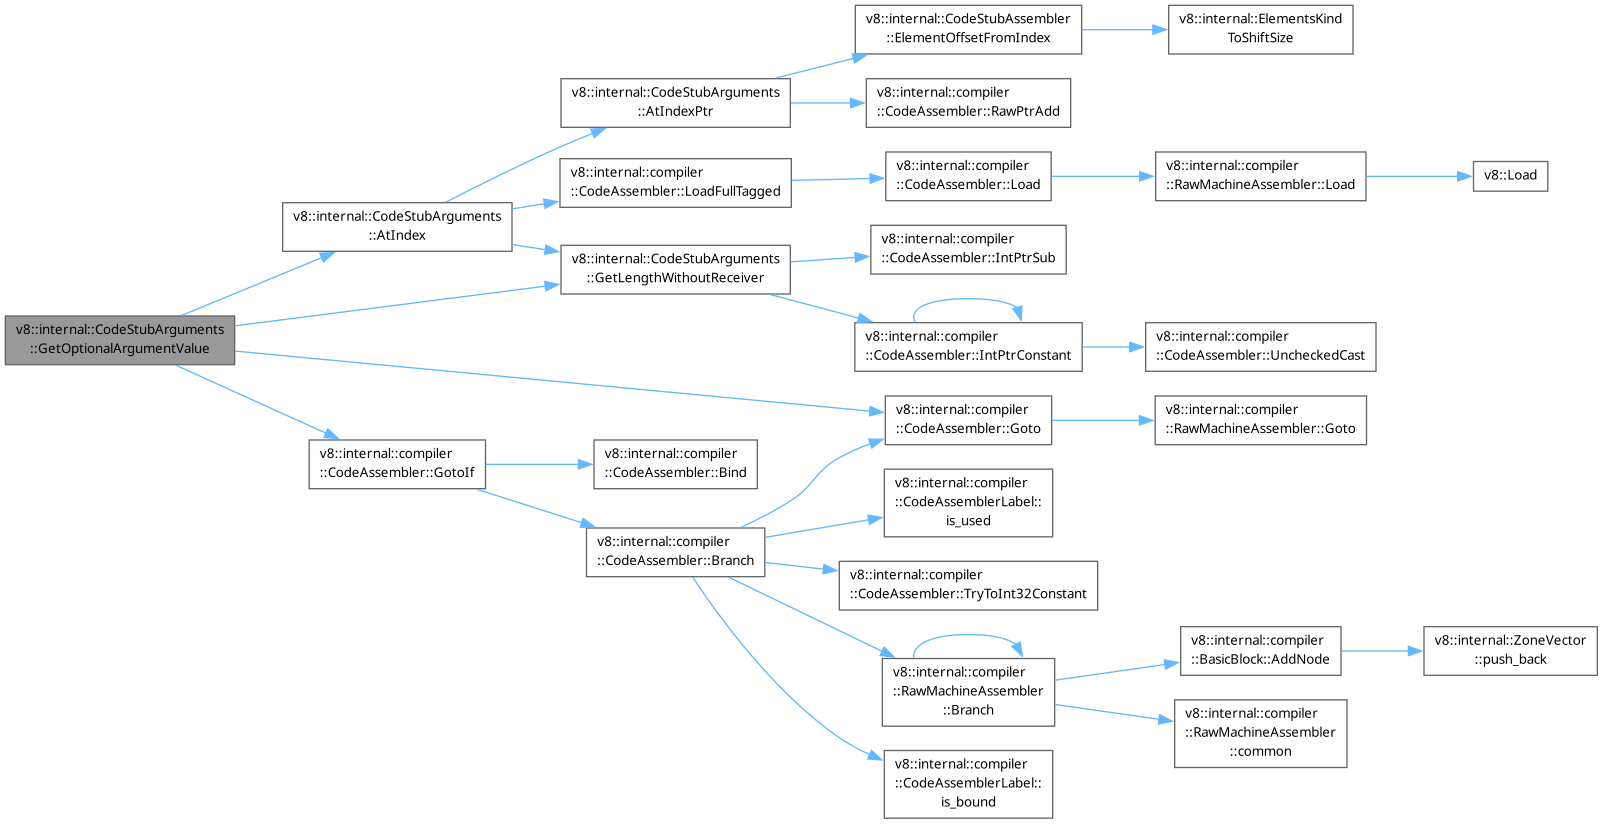 v8::internal::CodeStubArguments
::GetOptionalArgumentValue
v8::internal::CodeStubArguments
::AtIndex
v8::internal::CodeStubArguments
::AtIndexPtr
v8::internal::CodeStubAssembler
::ElementOffsetFromIndex
v8::internal::ElementsKind
ToShiftSize
v8::internal::compiler
::CodeAssembler::RawPtrAdd
v8::internal::compiler
::CodeAssembler::LoadFullTagged
v8::internal::compiler
::CodeAssembler::Load
v8::internal::compiler
::RawMachineAssembler::Load
v8::Load
v8::internal::CodeStubArguments
::GetLengthWithoutReceiver
v8::internal::compiler
::CodeAssembler::IntPtrSub
v8::internal::compiler
::CodeAssembler::IntPtrConstant
v8::internal::compiler
::CodeAssembler::UncheckedCast
v8::internal::compiler
::CodeAssembler::Goto
v8::internal::compiler
::RawMachineAssembler::Goto
v8::internal::compiler
::CodeAssembler::GotoIf
v8::internal::compiler
::CodeAssembler::Bind
v8::internal::compiler
::CodeAssembler::Branch
v8::internal::compiler
::CodeAssemblerLabel::
is_used
v8::internal::compiler
::CodeAssembler::TryToInt32Constant
v8::internal::compiler
::RawMachineAssembler
::Branch
v8::internal::compiler
::BasicBlock::AddNode
v8::internal::ZoneVector
::push_back
v8::internal::compiler
::RawMachineAssembler
::common
v8::internal::compiler
::CodeAssemblerLabel::
is_bound